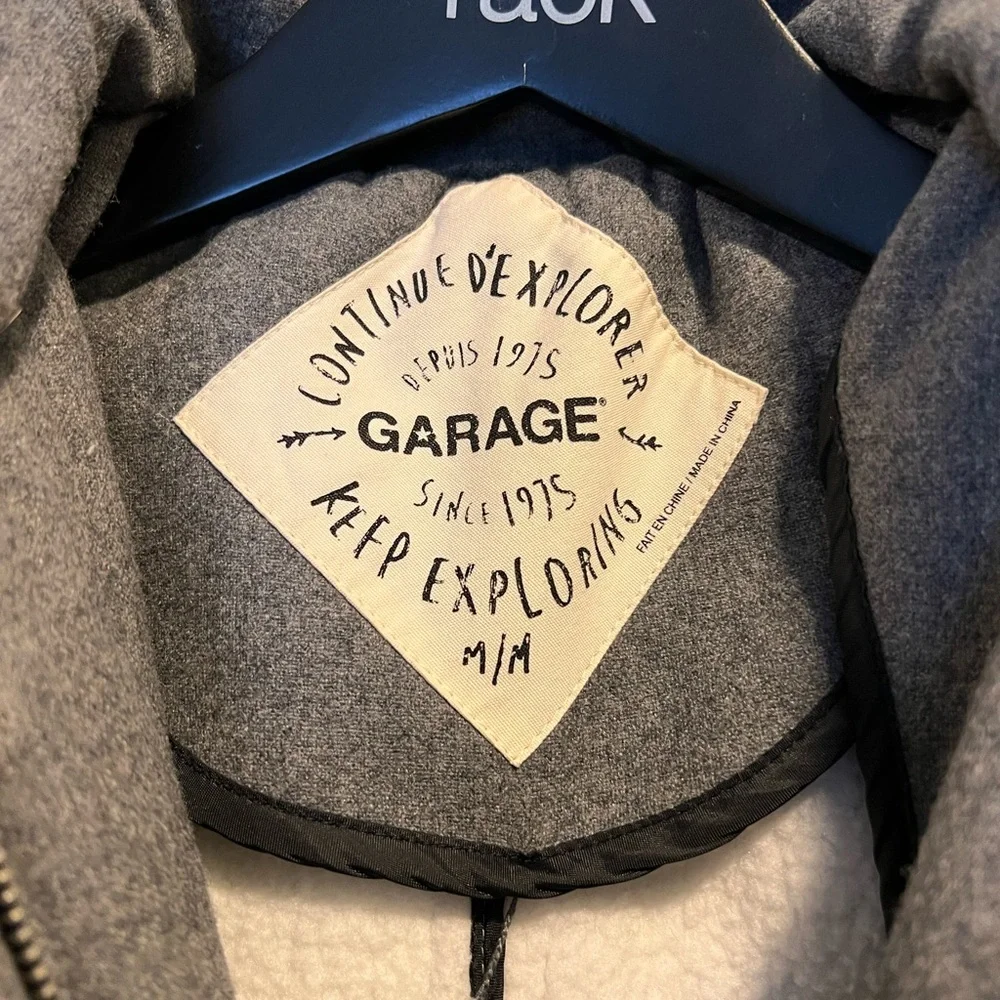 rack
CONTINUE D'EXPLORER
DEPUIS 1975
GARAGE®
SINCE 1975
KEEP EXPLORING
M/M
FAIT EN CHINE / MADE IN CHINA